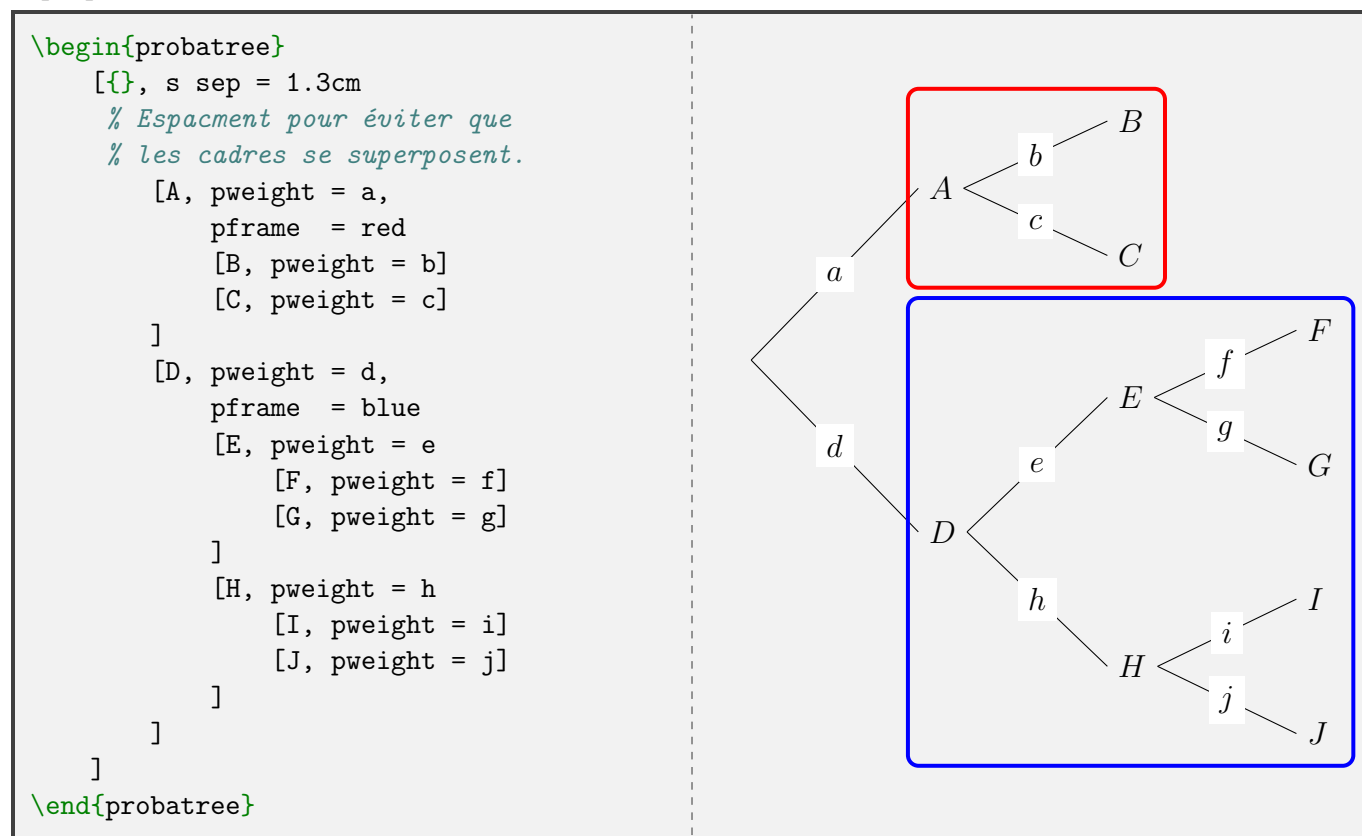 \begin{probatree}
    [{}, s sep = 1.3cm
     % Espacment pour éviter que
     % les cadres se superposent.
        [A, pweight = a,
            pframe  = red
            [B, pweight = b]
            [C, pweight = c]
        ]
        [D, pweight = d,
            pframe  = blue
            [E, pweight = e
                [F, pweight = f]
                [G, pweight = g]
            ]
            [H, pweight = h
                [I, pweight = i]
                [J, pweight = j]
            ]
        ]
    ]
\end{probatree}
B
b
A
c
C
a
F
f
E
g
G
d
e
D
h
I
i
H
j
J